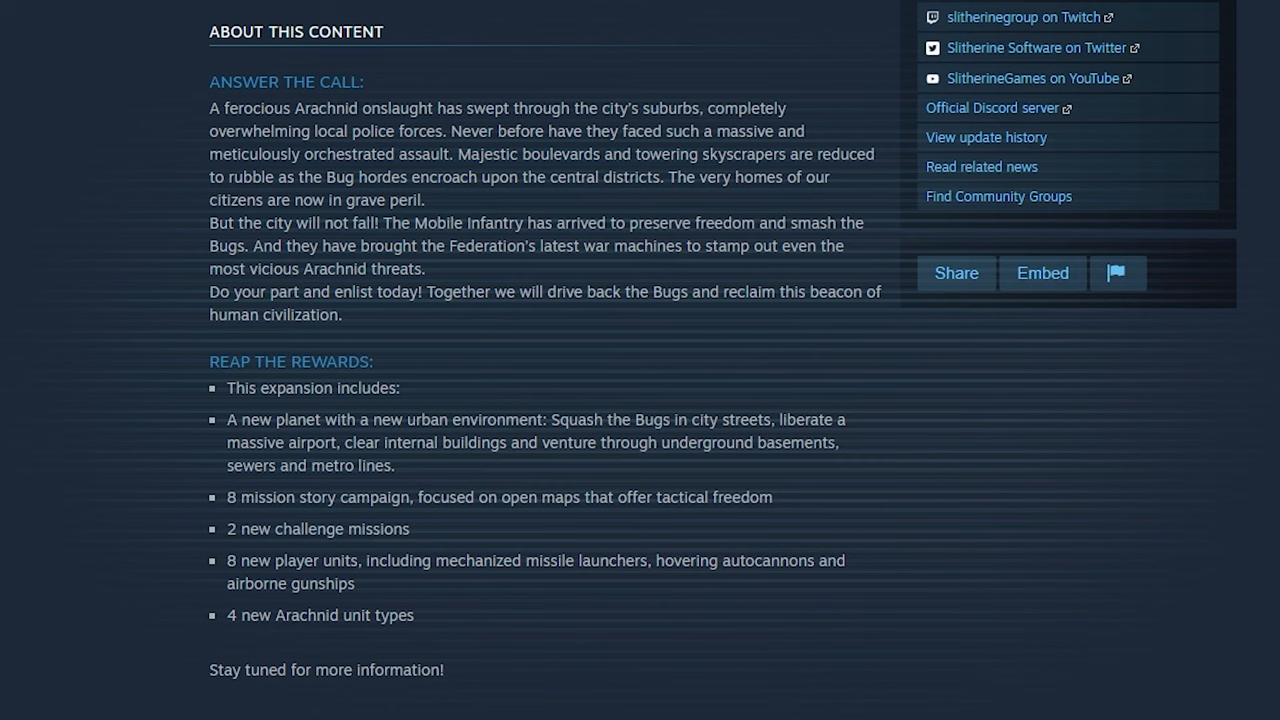 ABOUT THIS CONTENT
ANSWER THE CALL:
A ferocious Arachnid onslaught has swept through the city's suburbs, completely
overwhelming local police forces. Never before have they faced such a massive and
meticulously orchestrated assault. Majestic boulevards and towering skyscrapers are reduced
to rubble as the Bug hordes encroach upon the central districts. The very homes of our
citizens are now in grave peril.
But the city will not fall! The Mobile Infantry has arrived to preserve freedom and smash the
Bugs. And they have brought the Federation's latest war machines to stamp out even the
most vicious Arachnid threats.
Do your part and enlist today! Together we will drive back the Bugs and reclaim this beacon of
human civilization.
REAP THE REWARDS:
This expansion includes:
A new planet with a new urban environment: Squash the Bugs in city streets, liberate a
massive airport, clear internal buildings and venture through underground basements,
sewers and metro lines.
8 mission story campaign, focused on open maps that offer tactical freedom
2 new challenge missions
8 new player units, including mechanized missile launchers, hovering autocannons and
airborne gunships
4 new Arachnid unit types
Stay tuned for more information!
slitherinegroup on Twitch
Slitherine Software on Twitter
SlitherineGames on YouTube
Official Discord server
View update history
Read related news
Find Community Groups
Share
Embed